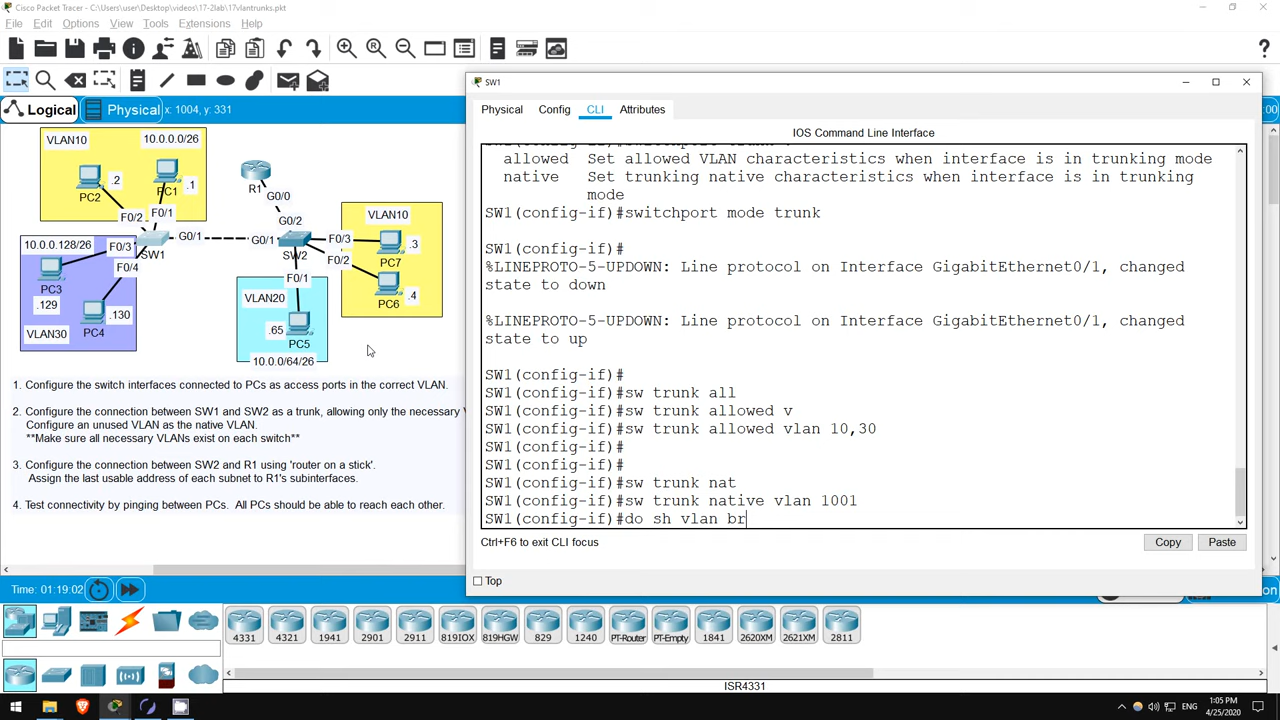 Cisco Packet Tracer - C:\Users\user\Desktop\videos\17-2lab\17vlantrunks.pkt
File Edit Options View Tools Extensions Help
Logical Physical x: 1004, y: 331
VLAN10 10.0.0.0/26
PC2 .2 PC1 .1
F0/2 F0/1
R1
G0/0
G0/2
G0/1 G0/1
SW1 SW2
10.0.0.128/26 F0/3
F0/4
PC3
.129
.130
PC4
VLAN30
VLAN10
F0/3 .3
PC7
F0/2
.4
PC6
F0/1
VLAN20
.65
PC5
10.0.0/64/26
1. Configure the switch interfaces connected to PCs as access ports in the correct VLAN.
2. Configure the connection between SW1 and SW2 as a trunk, allowing only the necessary V
Configure an unused VLAN as the native VLAN.
**Make sure all necessary VLANs exist on each switch**
3. Configure the connection between SW2 and R1 using 'router on a stick'.
Assign the last usable address of each subnet to R1's subinterfaces.
4. Test connectivity by pinging between PCs. All PCs should be able to reach each other.
SW1
Physical Config CLI Attributes
IOS Command Line Interface
allowed Set allowed VLAN characteristics when interface is in trunking mode
native Set trunking native characteristics when interface is in trunking
mode
SW1(config-if)#switchport mode trunk
SW1(config-if)#
%LINEPROTO-5-UPDOWN: Line protocol on Interface GigabitEthernet0/1, changed
state to down
%LINEPROTO-5-UPDOWN: Line protocol on Interface GigabitEthernet0/1, changed
state to up
SW1(config-if)#
SW1(config-if)#sw trunk all
SW1(config-if)#sw trunk allowed v
SW1(config-if)#sw trunk allowed vlan 10,30
SW1(config-if)#
SW1(config-if)#
SW1(config-if)#sw trunk nat
SW1(config-if)#sw trunk native vlan 1001
SW1(config-if)#do sh vlan br
Ctrl+F6 to exit CLI focus
Copy Paste
Top
Time: 01:19:02
4331 4321 1941 2901 2911 819IOX 819HGW 829 1240 PT-Router PT-Empty 1841 2620XM 2621XM 2811
ISR4331
ENG
1:05 PM
4/25/2020